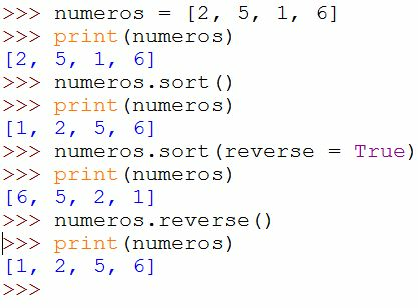 >>> numeros = [2, 5, 1, 6]
>>> print(numeros)
[2, 5, 1, 6]
>>> numeros.sort()
>>> print(numeros)
[1, 2, 5, 6]
>>> numeros.sort(reverse = True)
>>> print(numeros)
[6, 5, 2, 1]
>>> numeros.reverse()
>>> print(numeros)
[1, 2, 5, 6]
>>>